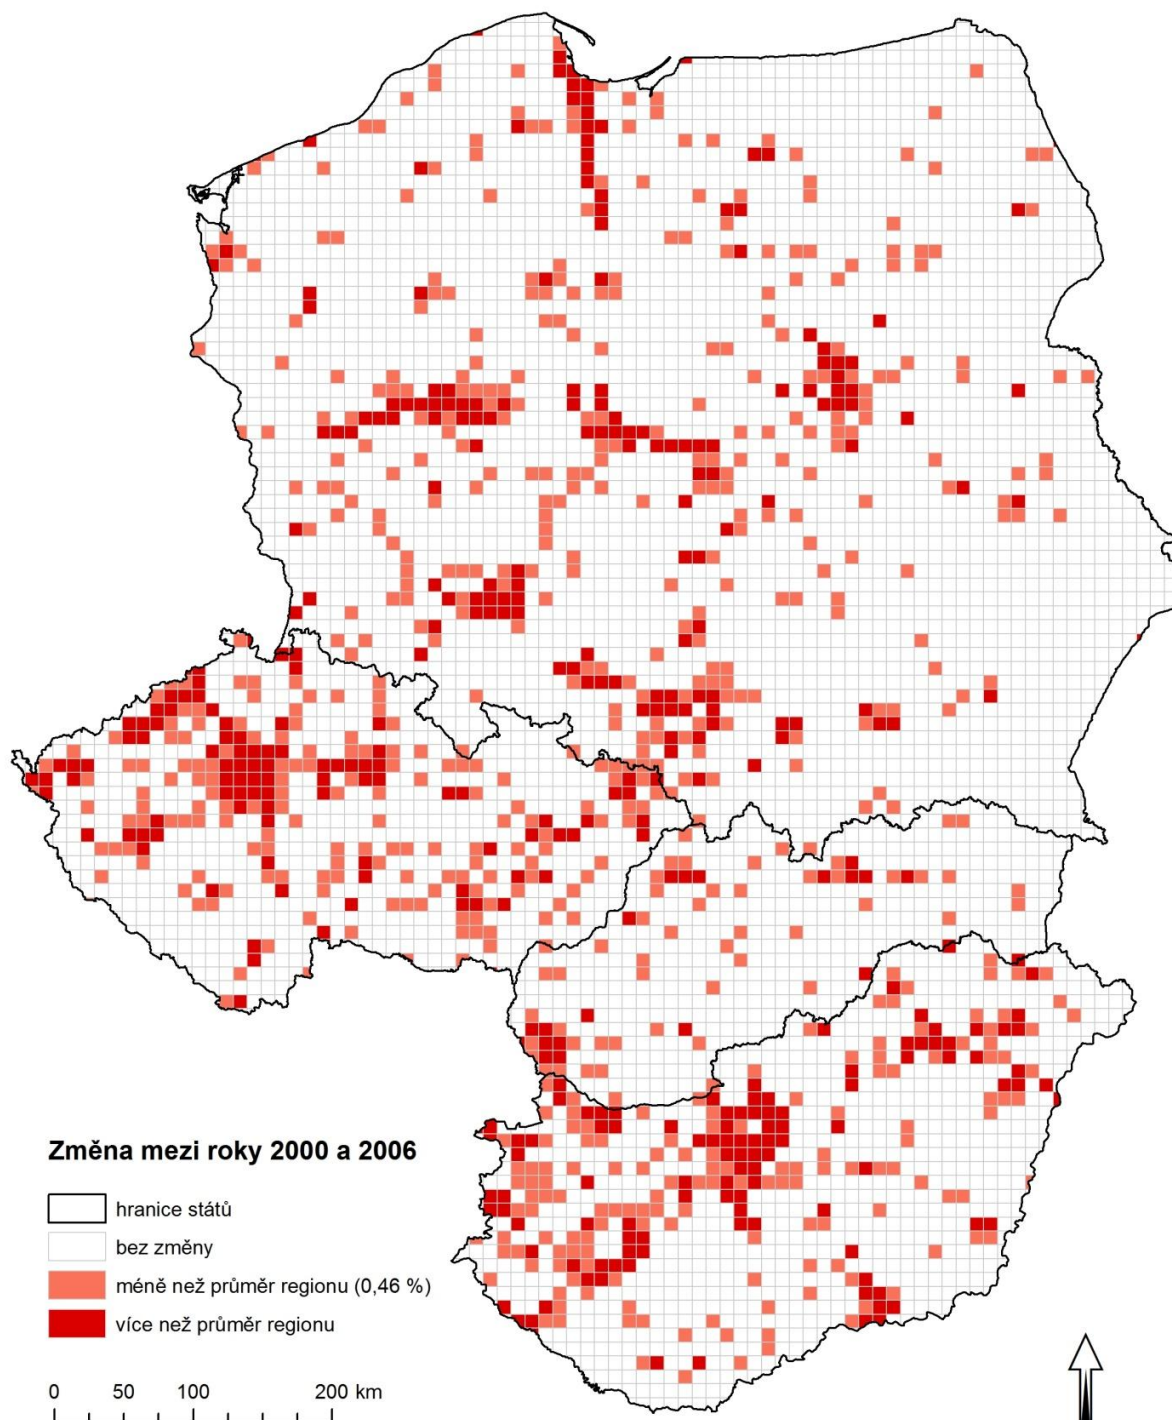 Změna mezi roky 2000 a 2006
hranice států
bez změny
méně než průměr regionu (0,46 %)
více než průměr regionu
0 50 100 200 km